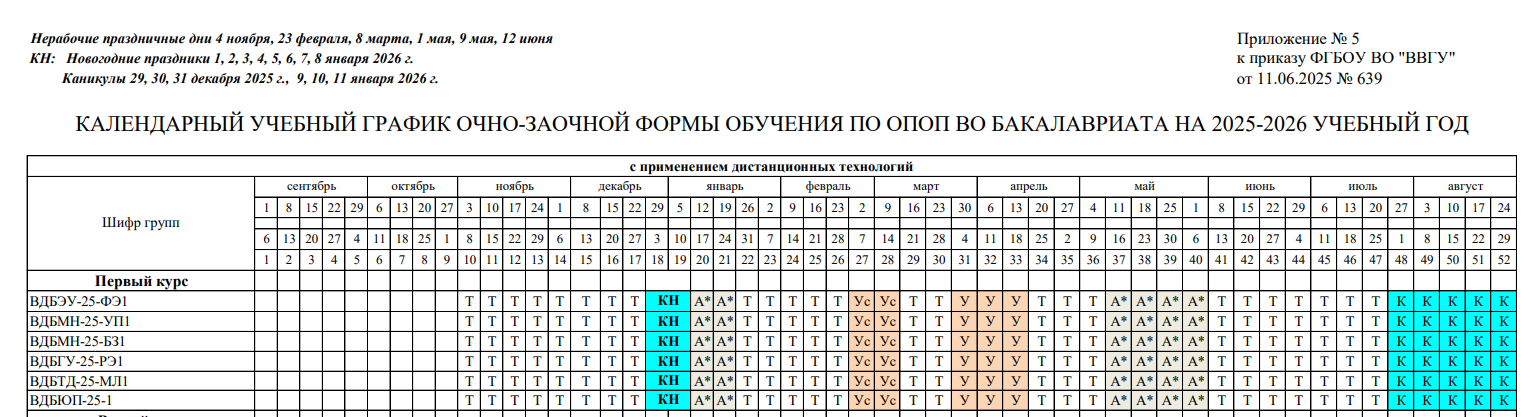 Нерабочие праздничные дни 4 ноября, 23 февраля, 8 марта, 1 мая, 9 мая, 12 июня
КН: Новогодние праздники 1, 2, 3, 4, 5, 6, 7, 8 января 2026 г.
Каникулы 29, 30, 31 декабря 2025 г., 9, 10, 11 января 2026 г.
Приложение № 5
к приказу ФГБОУ ВО "ВВГУ"
от 11.06.2025 № 639
КАЛЕНДАРНЫЙ УЧЕБНЫЙ ГРАФИК ОЧНО-ЗАОЧНОЙ ФОРМЫ ОБУЧЕНИЯ ПО ОПОП ВО БАКАЛАВРИАТА НА 2025-2026 УЧЕБНЫЙ ГОД
с применением дистанционных технологий
Шифр групп
сентябрь октябрь ноябрь декабрь январь февраль март апрель май июнь июль август
1 8 15 22 29 6 13 20 27 3 10 17 24 1 8 15 22 29 5 12 19 26 2 9 16 23 2 9 16 23 30 6 13 20 27 4 11 18 25 1 8 15 22 29 6 13 20 27 3 10 17 24
6 13 20 27 4 11 18 25 1 8 15 22 29 6 13 20 27 3 10 17 24 31 7 14 21 28 7 14 21 28 4 11 18 25 2 9 16 23 30 6 13 20 27 4 11 18 25 1 8 15 22 29
1 2 3 4 5 6 7 8 9 10 11 12 13 14 15 16 17 18 19 20 21 22 23 24 25 26 27 28 29 30 31 32 33 34 35 36 37 38 39 40 41 42 43 44 45 46 47 48 49 50 51 52
Первый курс
ВДБЭУ-25-ФЭ1 Т Т Т Т Т Т Т Т КН А* А* Т Т Т Т Т Ус Ус Т Т У У У Т Т Т А* А* А* А* Т Т Т Т Т Т Т К К К К К
ВДБМН-25-УП1 Т Т Т Т Т Т Т Т КН А* А* Т Т Т Т Т Ус Ус Т Т У У У Т Т Т А* А* А* А* Т Т Т Т Т Т Т К К К К К
ВДБМН-25-БЗ1 Т Т Т Т Т Т Т Т КН А* А* Т Т Т Т Т Ус Ус Т Т У У У Т Т Т А* А* А* А* Т Т Т Т Т Т Т К К К К К
ВДБГУ-25-РЭ1 Т Т Т Т Т Т Т Т КН А* А* Т Т Т Т Т Ус Ус Т Т У У У Т Т Т А* А* А* А* Т Т Т Т Т Т Т К К К К К
ВДБТД-25-МЛ1 Т Т Т Т Т Т Т Т КН А* А* Т Т Т Т Т Ус Ус Т Т У У У Т Т Т А* А* А* А* Т Т Т Т Т Т Т К К К К К
ВДБЮП-25-1 Т Т Т Т Т Т Т Т КН А* А* Т Т Т Т Т Ус Ус Т Т У У У Т Т Т А* А* А* А* Т Т Т Т Т Т Т К К К К К